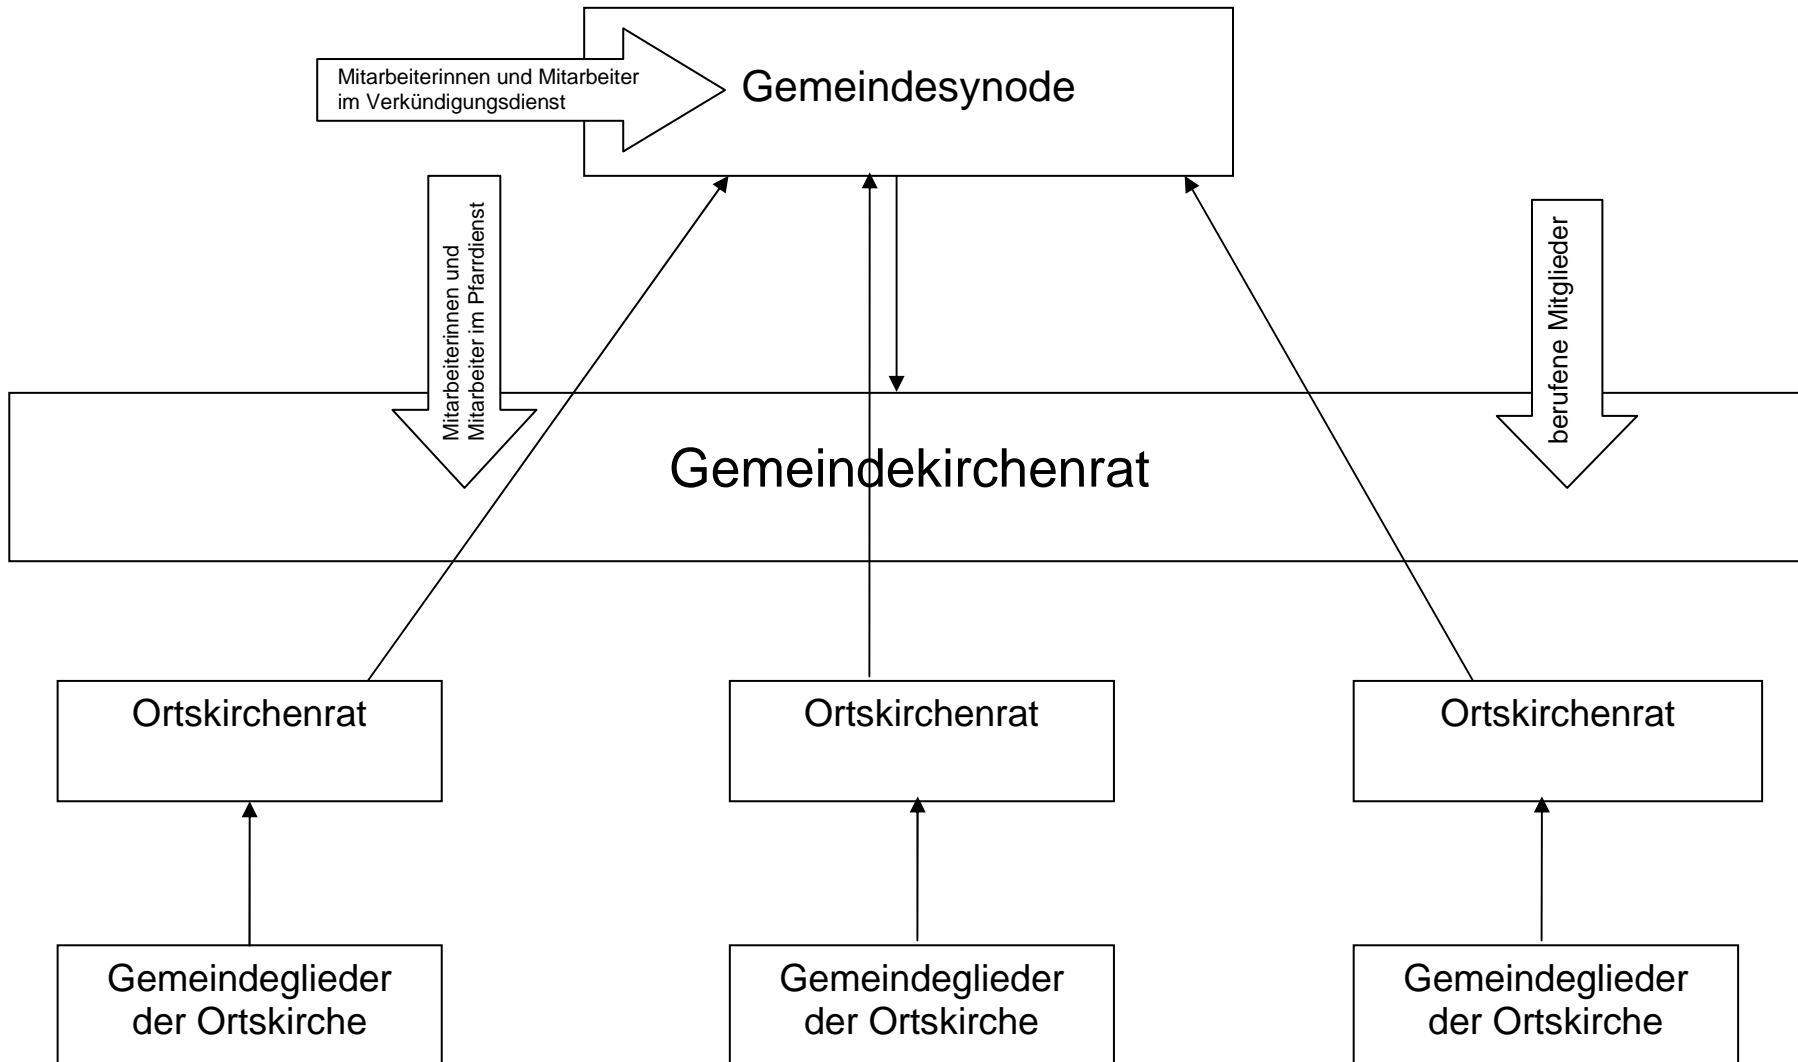 Mitarbeiterinnen und Mitarbeiter
im Verkündigungsdienst
Gemeindesynode
Mitarbeiterinnen und
Mitarbeiter im Pfarrdienst
berufene Mitglieder
Gemeindekirchenrat
Ortskirchenrat
Ortskirchenrat
Ortskirchenrat
Gemeindeglieder
der Ortskirche
Gemeindeglieder
der Ortskirche
Gemeindeglieder
der Ortskirche